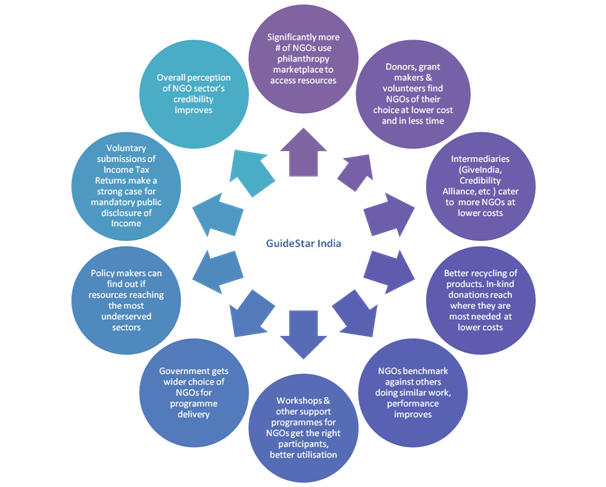 Significantly more
# of NGOs use
philanthropy
marketplace to
access resources
Donors, grant
makers &
volunteers find
NGOs of their
choice at lower cost
and in less time
Intermediaries
(GiveIndia,
Credibility
Alliance, etc ) cater
to more NGOs at
lower costs
Better recycling of
products. In-kind
donations reach
where they are
most needed at
lower costs
NGOs benchmark
against others
doing similar work,
performance
improves
Workshops &
other support
programmes for
NGOs get the right
participants,
better utilisation
Government gets
wider choice of
NGOs for
programme
delivery
Policy makers can
find out if
resources reaching
the most
underserved
sectors
Voluntary
submissions of
Income Tax
Returns make a
strong case for
mandatory public
disclosure of
Income
Overall perception
of NGO sector's
credibility
improves
GuideStar India